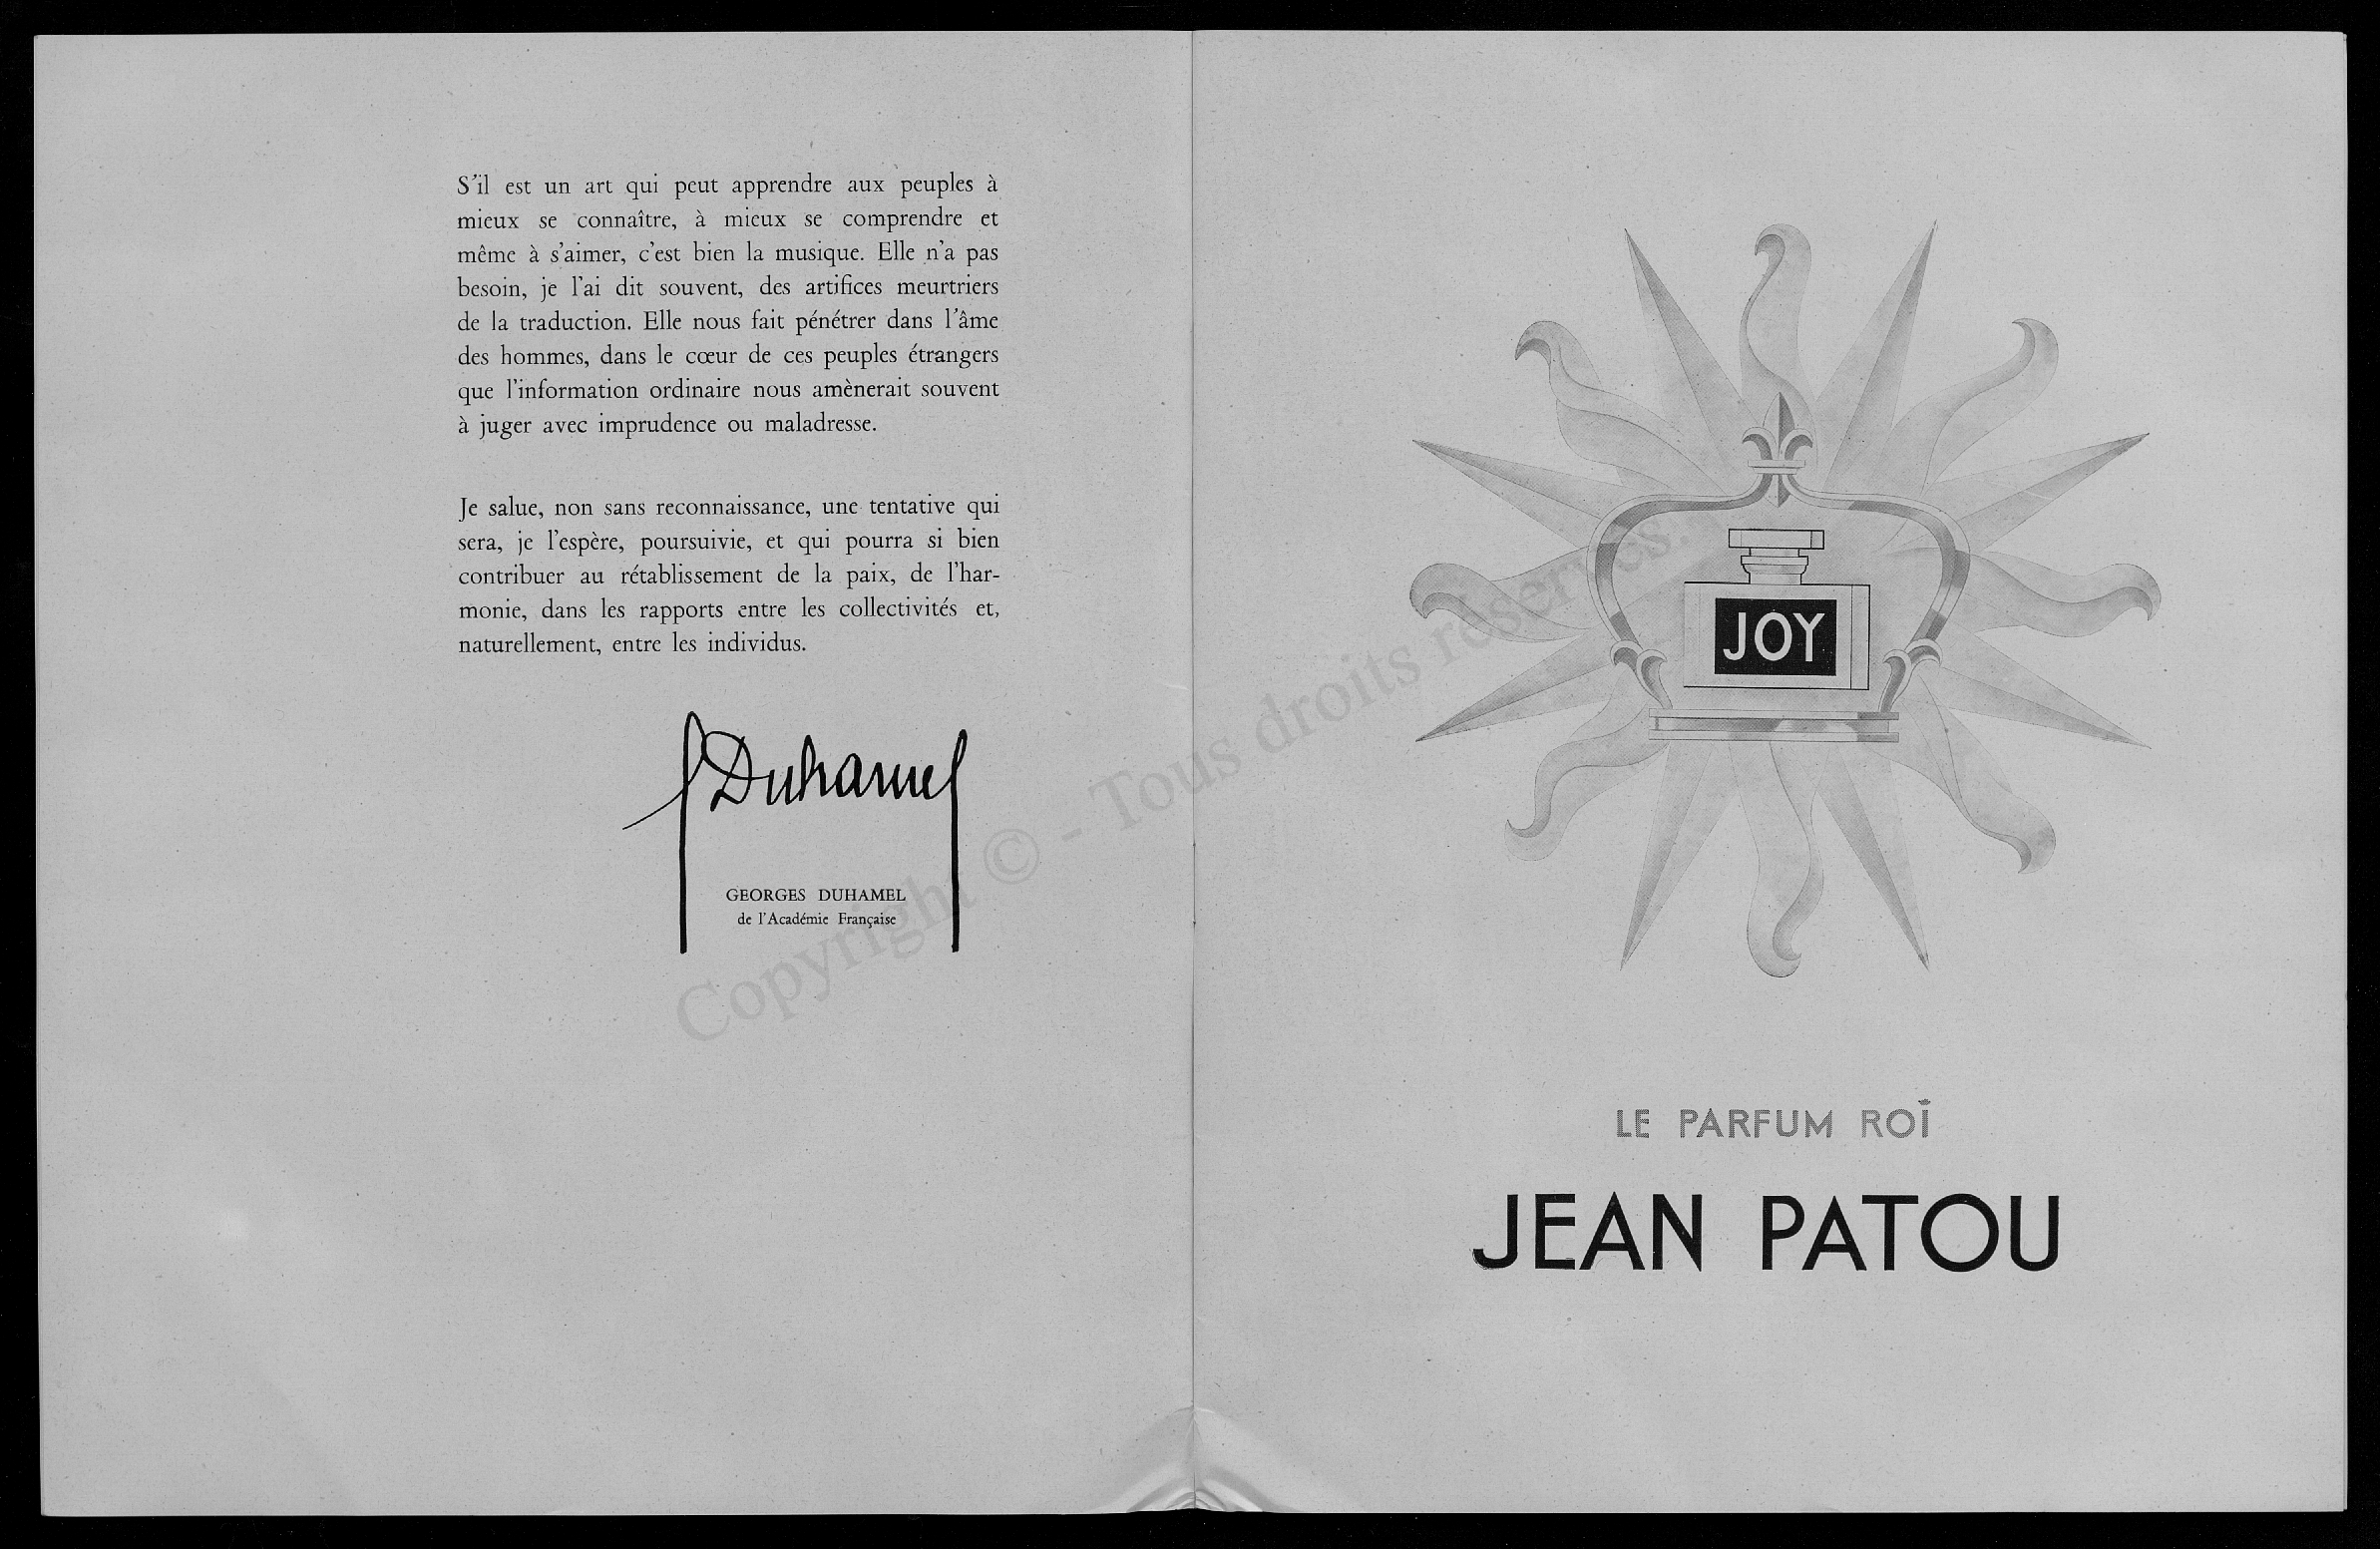 S'il est un art qui peut apprendre aux peuples à
mieux se connaître, à mieux se comprendre et
même à s'aimer, c'est bien la musique. Elle n'a pas
besoin, je l'ai dit souvent, des artifices meurtriers
de la traduction. Elle nous fait pénétrer dans l'âme
des hommes, dans le cœur de ces peuples étrangers
que l'information ordinaire nous amènerait souvent
à juger avec imprudence ou maladresse.
Je salue, non sans reconnaissance, une tentative qui
sera, je l'espère, poursuivie, et qui pourra si bien
contribuer au rétablissement de la paix, de l'har-
monie, dans les rapports entre les collectivités et,
naturellement, entre les individus.
G Duhamel
GEORGES DUHAMEL
de l'Académie Française
Copyright © - Tous droits réservés.
JOY
LE PARFUM ROÏ
JEAN PATOU